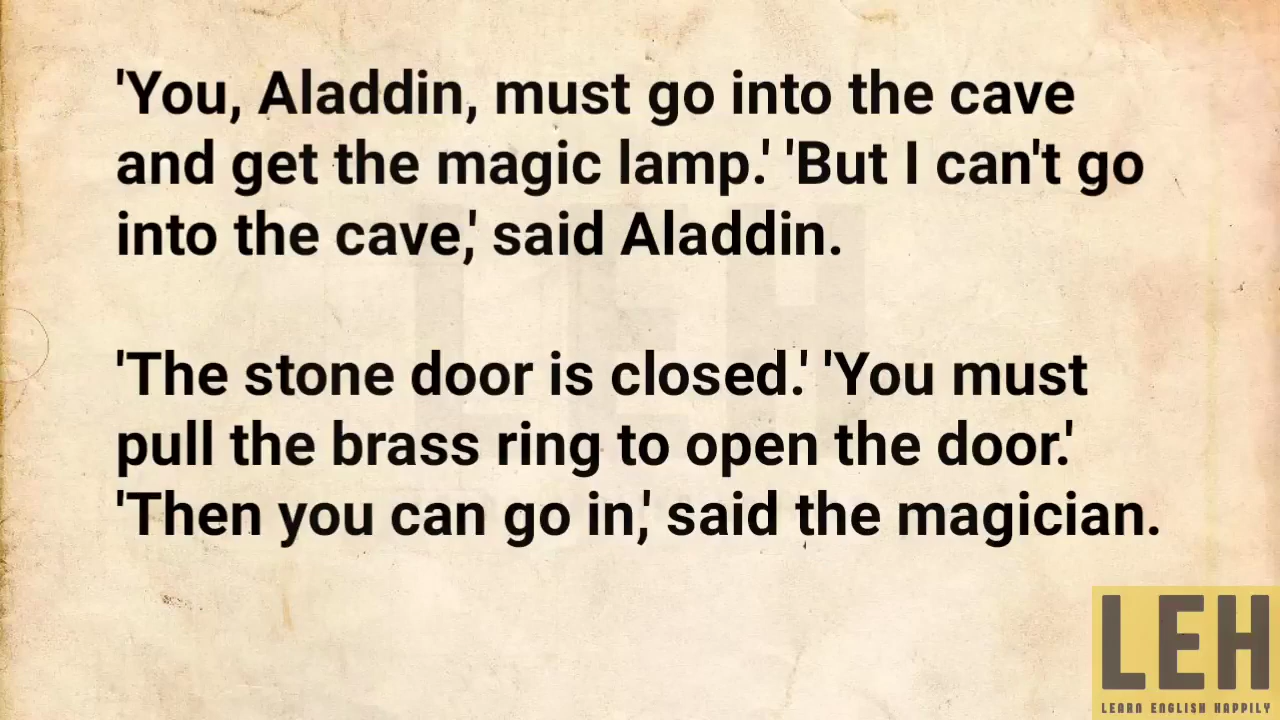 'You, Aladdin, must go into the cave
and get the magic lamp.' 'But I can't go
into the cave,' said Aladdin.
'The stone door is closed.' 'You must
pull the brass ring to open the door.'
'Then you can go in,' said the magician.
LEH
LEH
LEARN ENGLISH HAPPILY